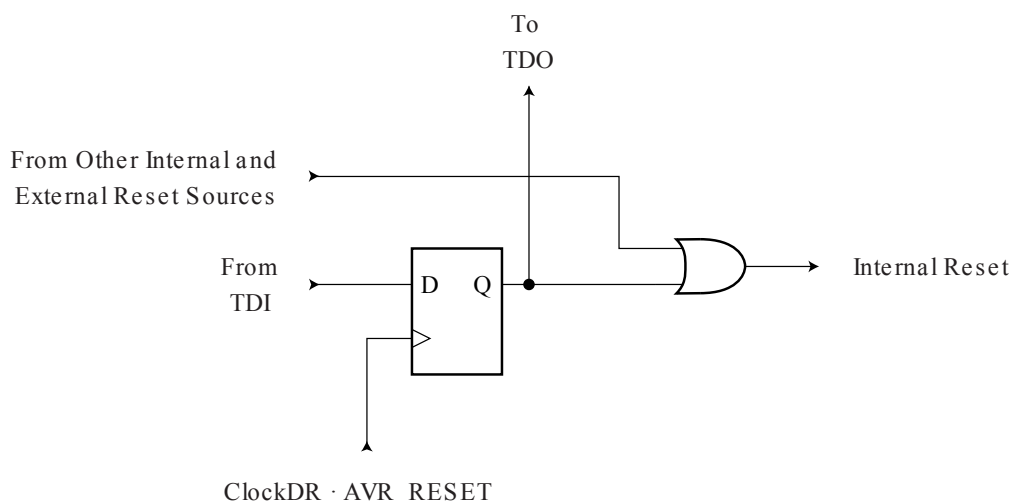 To
TDO
From Other Internal and
External Reset Sources
From
TDI
D Q
Internal Reset
ClockDR · AVR_RESET